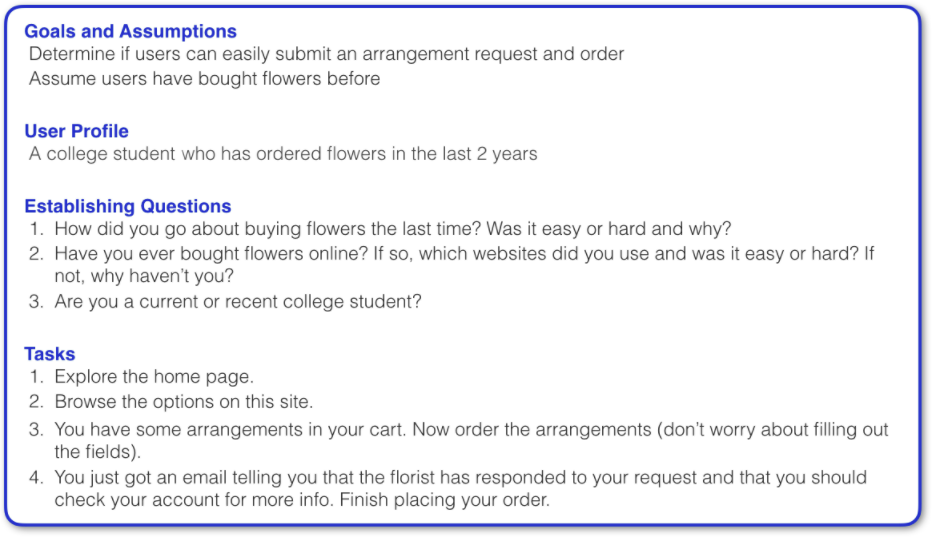 Goals and Assumptions
Determine if users can easily submit an arrangement request and order
Assume users have bought flowers before
User Profile
A college student who has ordered flowers in the last 2 years
Establishing Questions
1. How did you go about buying flowers the last time? Was it easy or hard and why?
2. Have you ever bought flowers online? If so, which websites did you use and was it easy or hard? If
not, why haven't you?
3. Are you a current or recent college student?
Tasks
1. Explore the home page.
2. Browse the options on this site.
3. You have some arrangements in your cart. Now order the arrangements (don't worry about filling out
the fields).
4. You just got an email telling you that the florist has responded to your request and that you should
check your account for more info. Finish placing your order.